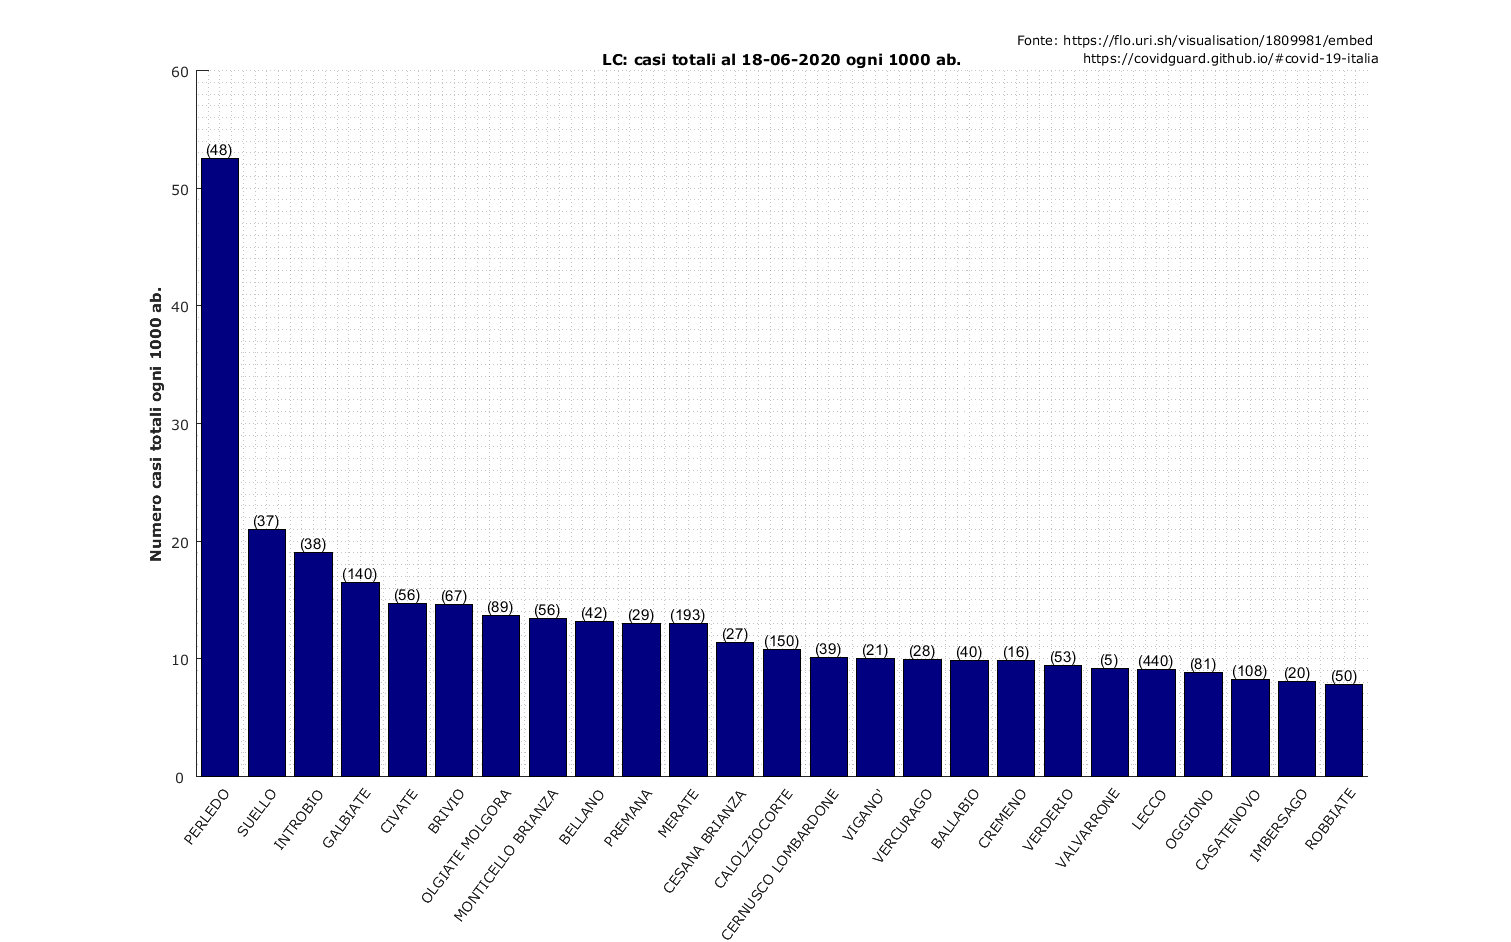 Fonte: https://flo.uri.sh/visualisation/1809981/embed
https://covidguard.github.io/#covid-19-italia
LC: casi totali al 18-06-2020 ogni 1000 ab.
Numero casi totali ogni 1000 ab.
60
50
40
30
20
10
0
(48)
(37)
(38)
(140)
(56)
(67)
(89)
(56)
(42)
(29)
(193)
(27)
(150)
(39)
(21)
(28)
(40)
(16)
(53)
(5)
(440)
(81)
(108)
(20)
(50)
PERLEDO
SUELLO
INTROBIO
GALBIATE
CIVATE
BRIVIO
OLGIATE MOLGORA
MONTICELLO BRIANZA
BELLANO
PREMANA
MERATE
CESANA BRIANZA
CALOLZIOCORTE
CERNUSCO LOMBARDONE
VIGANO'
VERCURAGO
BALLABIO
CREMENO
VERDERIO
VALVARRONE
LECCO
OGGIONO
CASATENOVO
IMBERSAGO
ROBBIATE